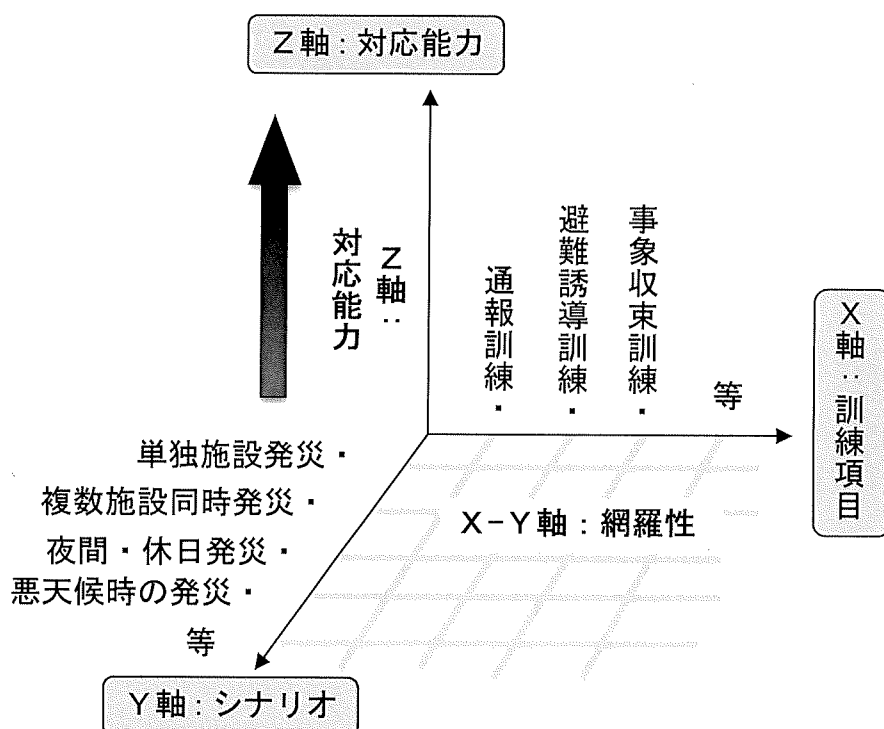 Z軸：対応能力
Z軸：
対応能力
通報訓練・
避難誘導訓練・
事象収束訓練・
等
X軸：訓練項目
単独施設発災・
複数施設同時発災・
夜間・休日発災・
悪天候時の発災・
等
X-Y軸：網羅性
Y軸：シナリオ